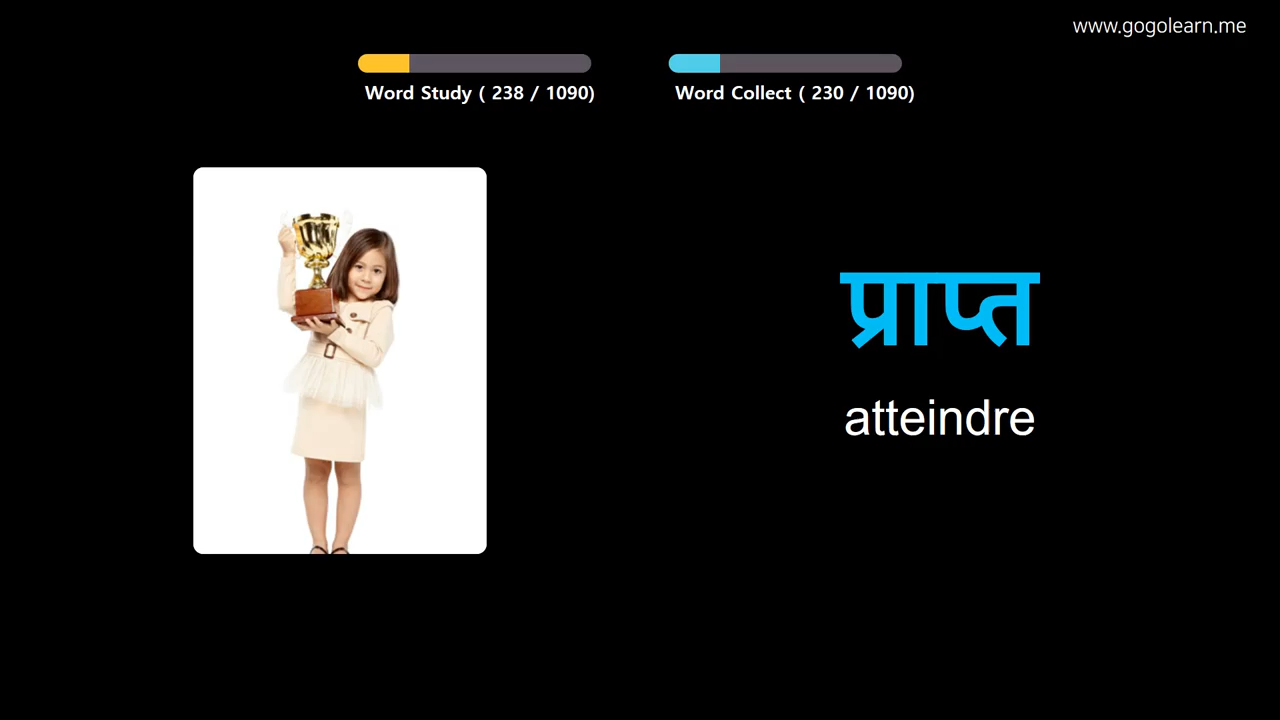 www.gogolearn.me
Word Study ( 238 / 1090)
Word Collect ( 230 / 1090)
प्राप्त
atteindre